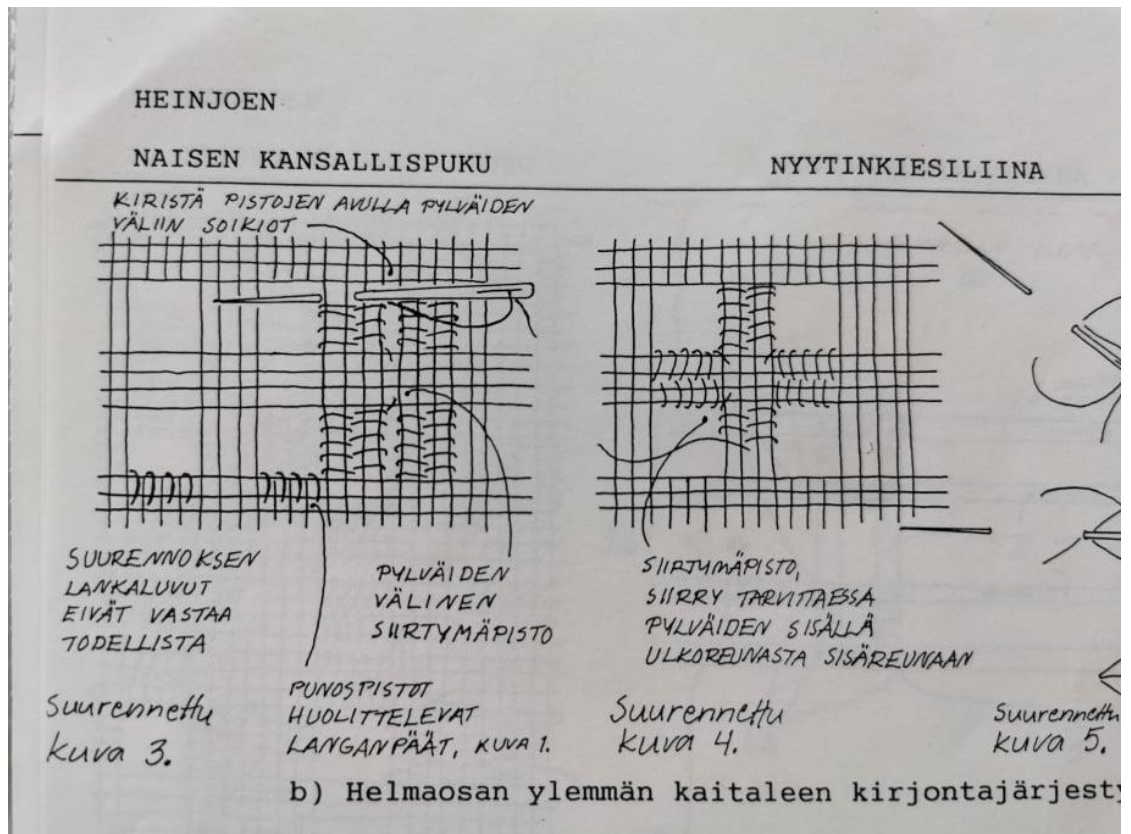 HEINJOEN
NAISEN KANSALLISPUKU
NYYTINKIESILIINA
KIRISTÄ PISTOJEN AVULLA PYLVÄIDEN
VÄLIIN SOIKIOT
SUURENNOKSEN
LANKALUVUT
EIVÄT VASTAA
TODELLISTA
PYLVÄIDEN
VÄLINEN
SIIRTYMÄPISTO
PUNOSPISTOT
HUOLITTELEVAT
LANGANPÄÄT, KUVA 1.
Suurennettu
kuva 3.
SIIRTYMÄPISTO,
SIIRRY TARVITTAESSA
PYLVÄIDEN SISÄLLÄ
ULKOREUNASTA SISÄREUNAAN
Suurennettu
kuva 4.
Suurennettu
kuva 5.
b) Helmaosan ylemmän kaitaleen kirjontajärjesty